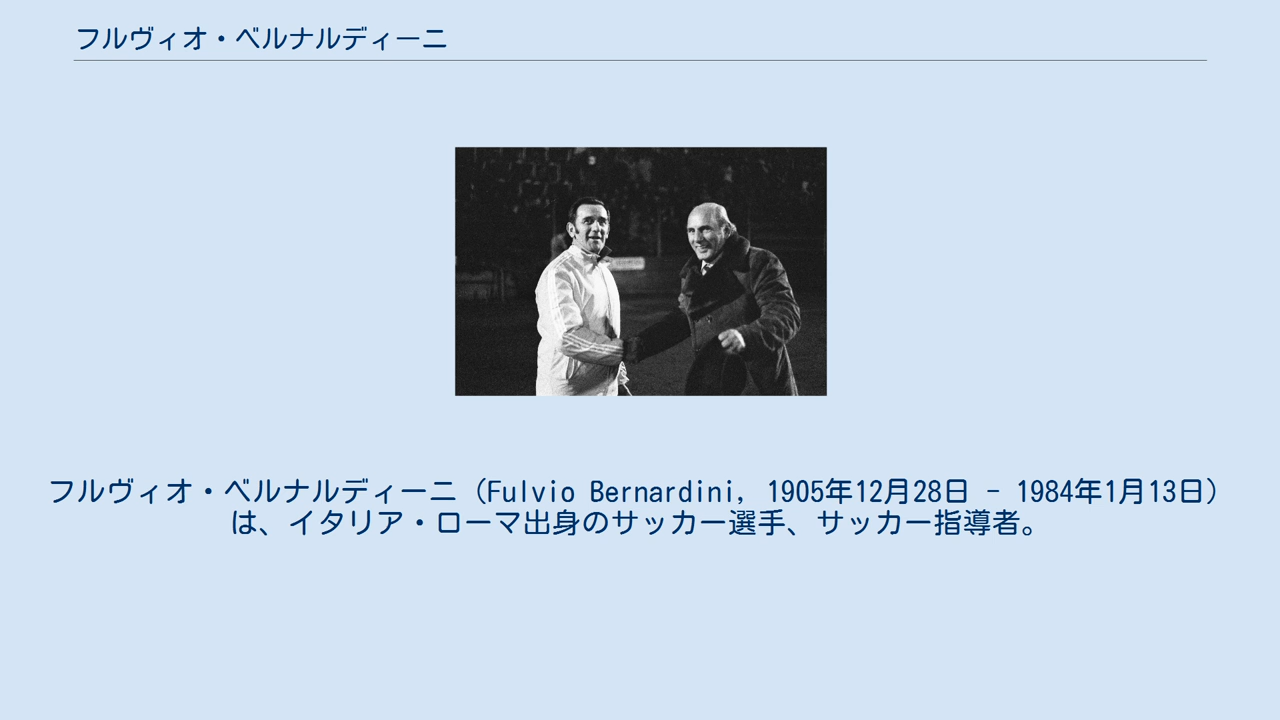 フルヴィオ・ベルナルディーニ
フルヴィオ・ベルナルディーニ（Fulvio Bernardini, 1905年12月28日 - 1984年1月13日）
は、イタリア・ローマ出身のサッカー選手、サッカー指導者。